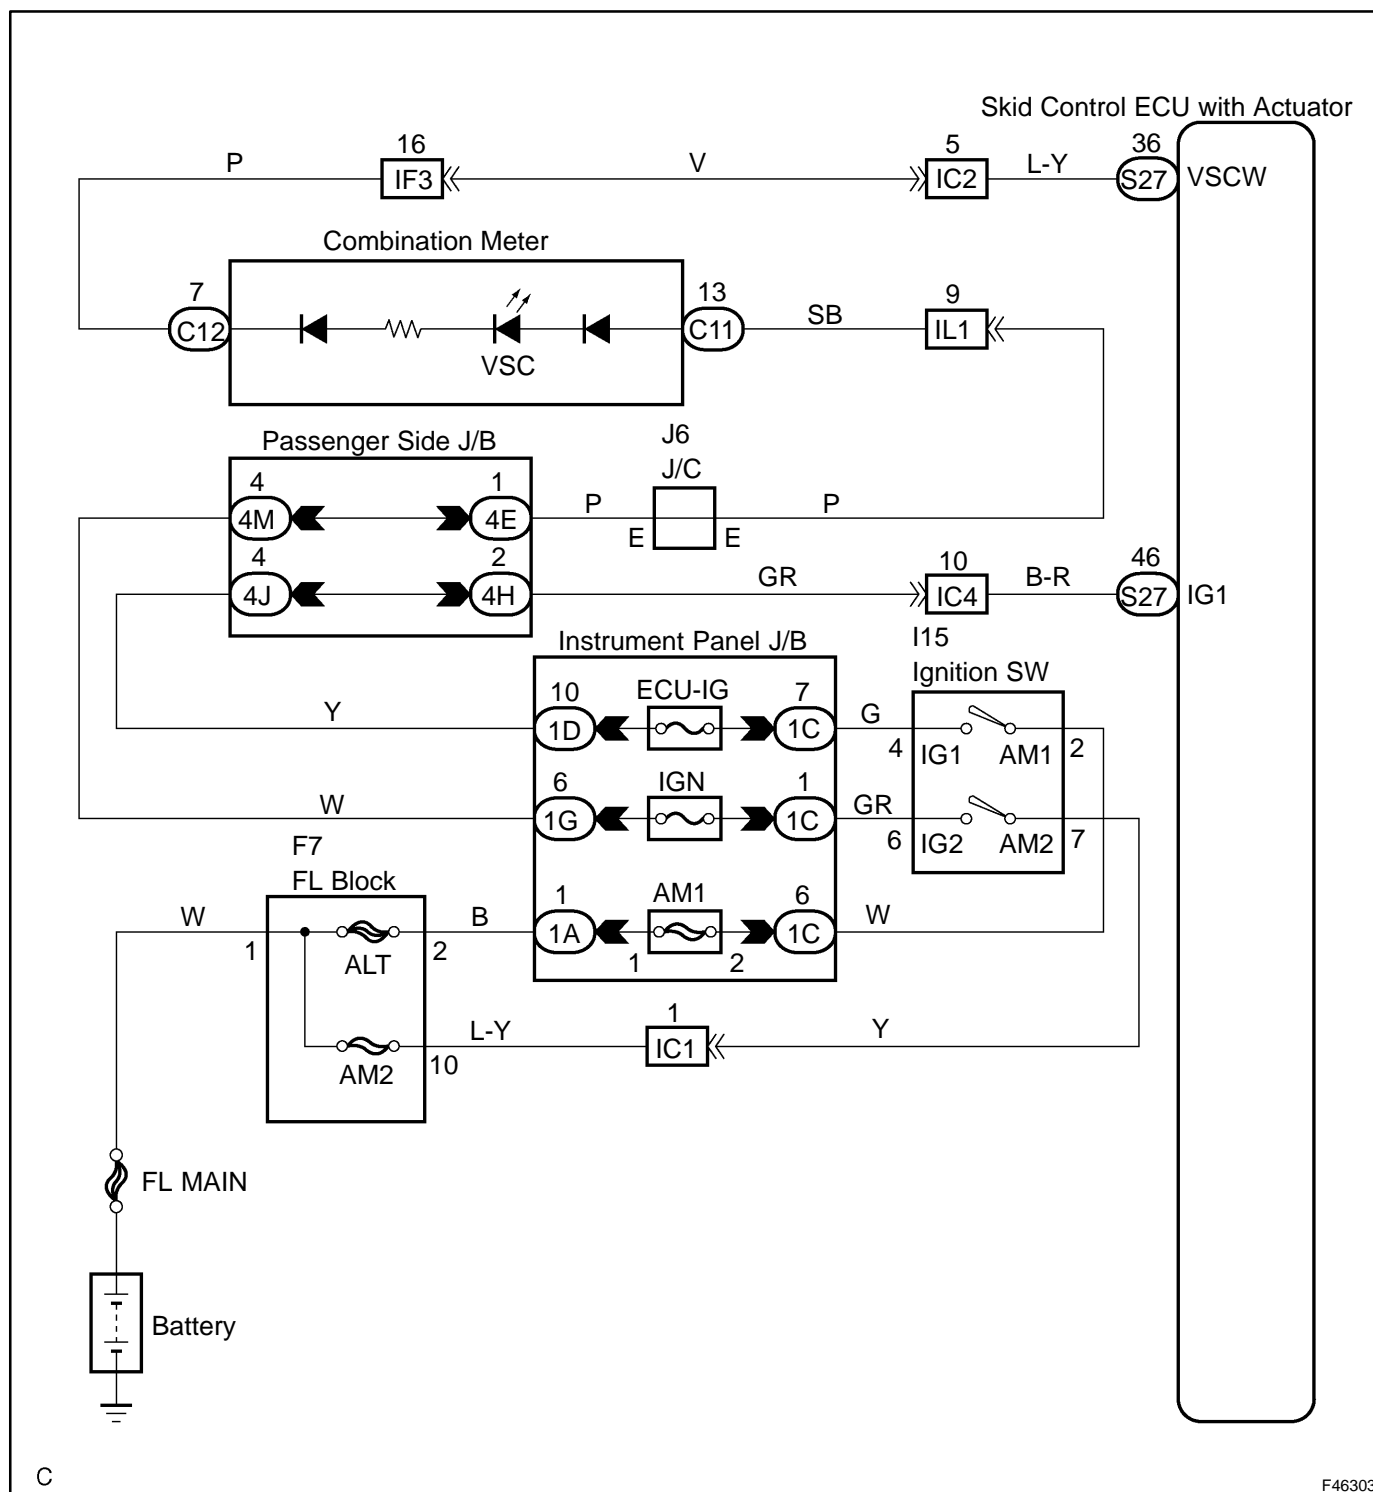 Skid Control ECU with Actuator
16 5 36
P V L-Y
IF3 IC2 S27 VSCW
Combination Meter
7 13 9
SB
C12 C11 IL1
VSC
Passenger Side J/B
J6
J/C
4 1
P P
4M 4E
E E
4 2 10 46
GR B-R
4J 4H IC4 S27 IG1
Instrument Panel J/B
I15
Ignition SW
10 ECU-IG 7
Y G
1D 1C
4 IG1 AM1 2
6 IGN 1
W GR
1G 1C
6 IG2 AM2 7
F7
FL Block
1 AM1 6
W B W
1A 1C
1 2 1 2
ALT
1
L-Y Y
IC1
10
AM2
FL MAIN
Battery
C
F46303